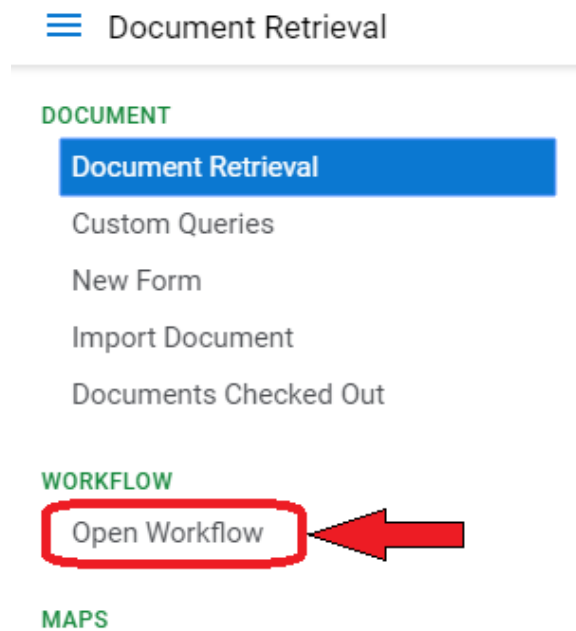 Document Retrieval
DOCUMENT
Document Retrieval
Custom Queries
New Form
Import Document
Documents Checked Out
WORKFLOW
Open Workflow
MAPS